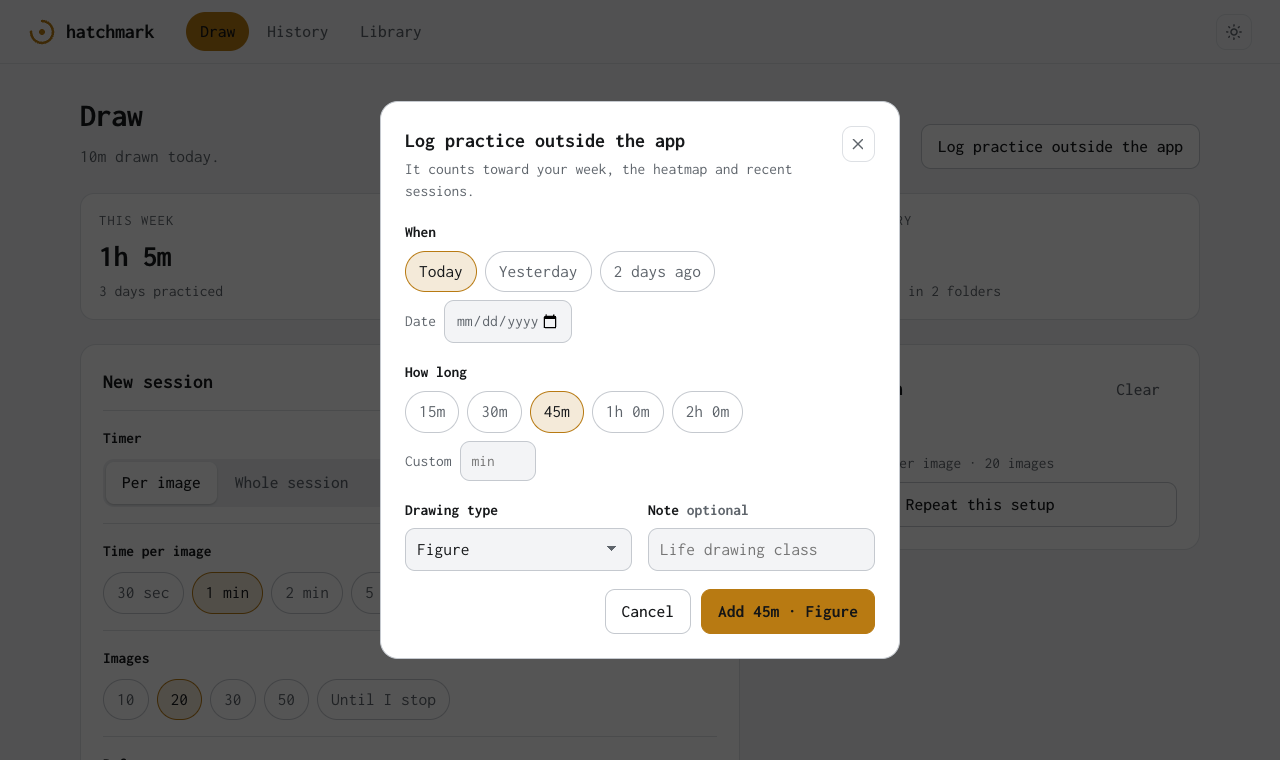 hatchmark Draw History Library
Draw
10m drawn today.
Log practice outside the app
THIS WEEK
1h 5m
3 days practiced
in 2 folders
New session
Timer
Per image Whole session
Time per image
30 sec 1 min 2 min 5
Images
10 20 30 50 Until I stop
Clear
per image · 20 images
Repeat this setup
Log practice outside the app
It counts toward your week, the heatmap and recent
sessions.
When
Today Yesterday 2 days ago
Date mm/dd/yyyy
How long
15m 30m 45m 1h 0m 2h 0m
Custom min
Drawing type
Figure
Note optional
Life drawing class
Cancel Add 45m · Figure